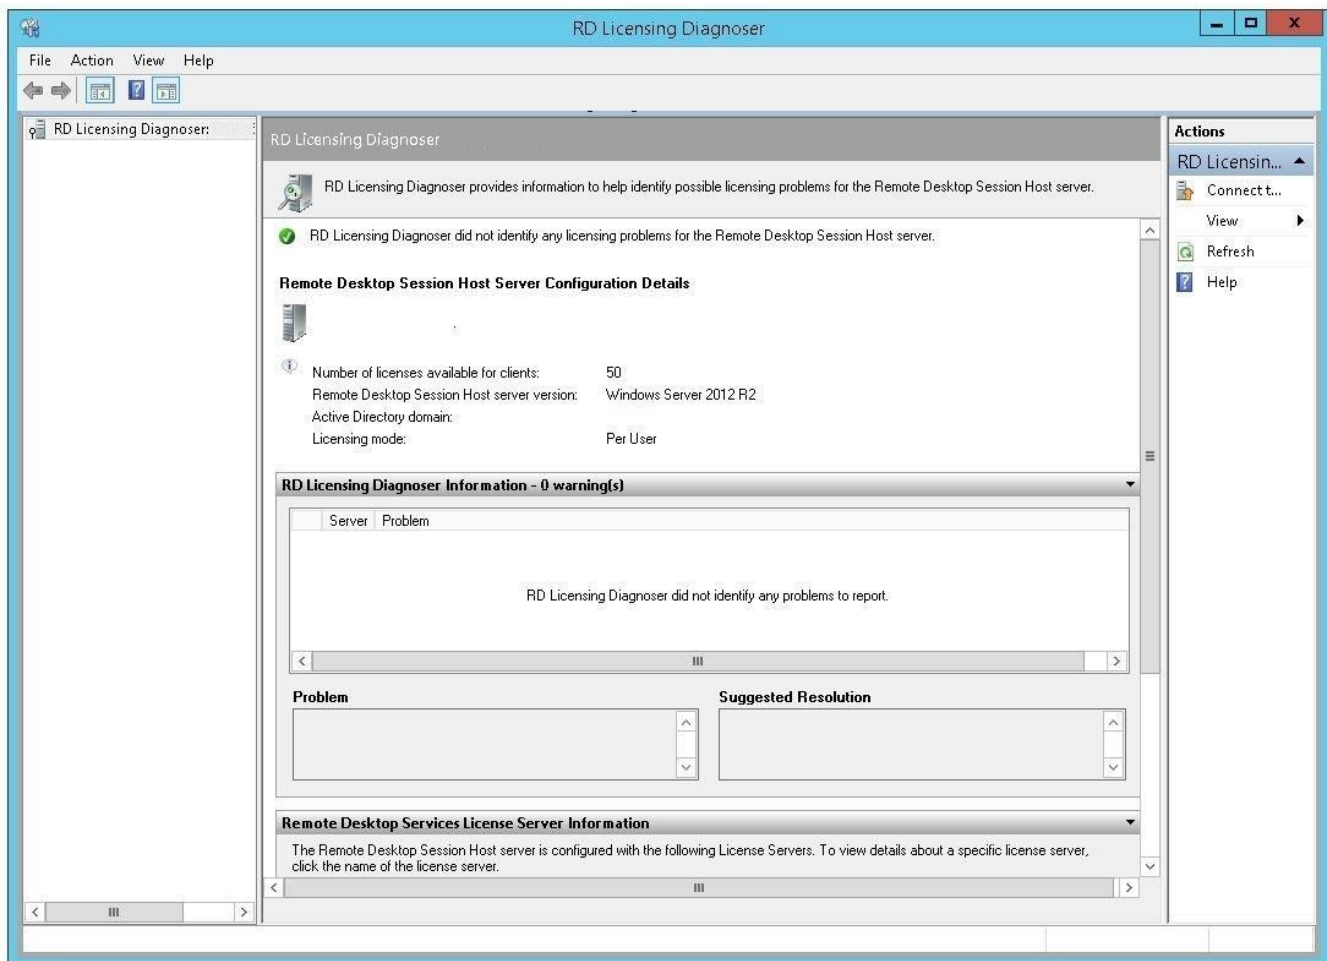 RD Licensing Diagnoser
File Action View Help
RD Licensing Diagnoser:
RD Licensing Diagnoser
RD Licensing Diagnoser provides information to help identify possible licensing problems for the Remote Desktop Session Host server.
RD Licensing Diagnoser did not identify any licensing problems for the Remote Desktop Session Host server.
Remote Desktop Session Host Server Configuration Details
Number of licenses available for clients: 50
Remote Desktop Session Host server version: Windows Server 2012 R2
Active Directory domain:
Licensing mode: Per User
RD Licensing Diagnoser Information - 0 warning(s)
Server Problem
RD Licensing Diagnoser did not identify any problems to report.
Problem Suggested Resolution
Remote Desktop Services License Server Information
The Remote Desktop Session Host server is configured with the following License Servers. To view details about a specific license server,
click the name of the license server.
Actions
RD Licensin...
Connect t...
View
Refresh
Help